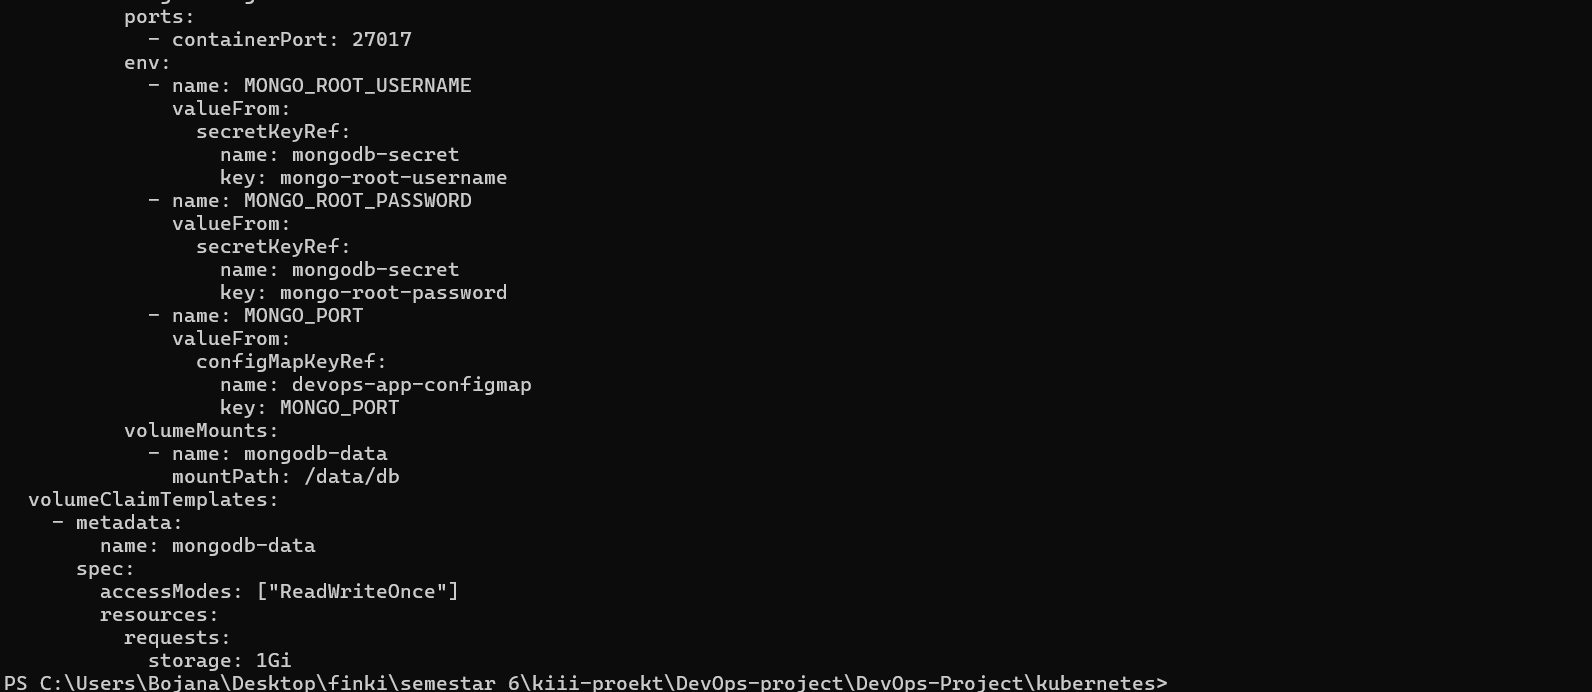 ports:
- containerPort: 27017
env:
- name: MONGO_ROOT_USERNAME
valueFrom:
secretKeyRef:
name: mongodb-secret
key: mongo-root-username
- name: MONGO_ROOT_PASSWORD
valueFrom:
secretKeyRef:
name: mongodb-secret
key: mongo-root-password
- name: MONGO_PORT
valueFrom:
configMapKeyRef:
name: devops-app-configmap
key: MONGO_PORT
volumeMounts:
- name: mongodb-data
mountPath: /data/db
volumeClaimTemplates:
- metadata:
name: mongodb-data
spec:
accessModes: ["ReadWriteOnce"]
resources:
requests:
storage: 1Gi
PS C:\Users\Bojana\Desktop\finki\semestar 6\kiii-proekt\DevOps-project\DevOps-Project\kubernetes>